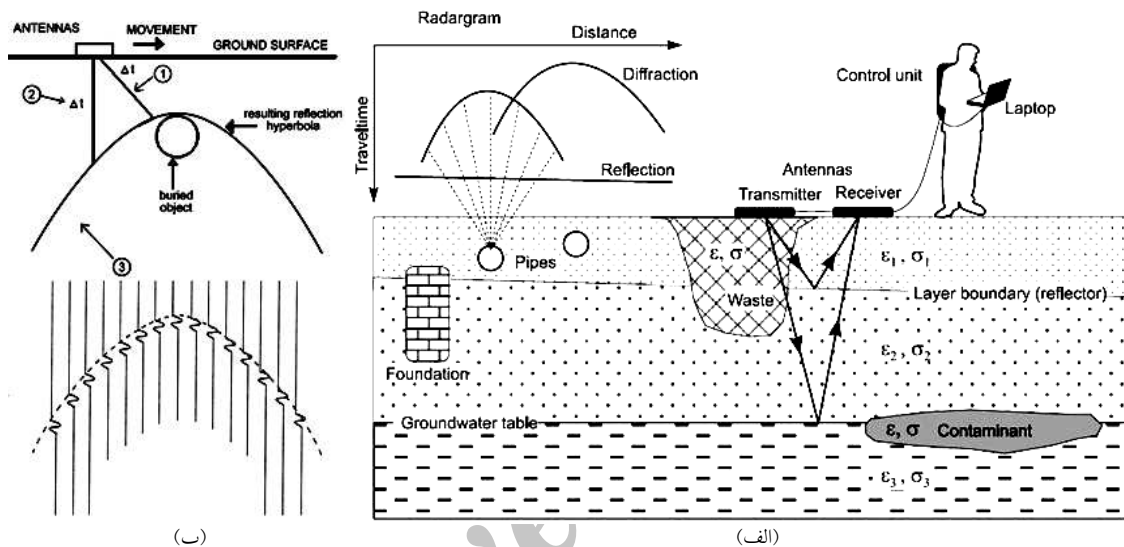 ANTENNAS
MOVEMENT
GROUND SURFACE
Δt
①
②
Δt
resulting reflection
hyperbola
buried
object
③
(ب)
Radargram
Distance
Diffraction
Traveltime
Reflection
Control unit
Laptop
Antennas
Transmitter
Receiver
Pipes
ε, σ
Waste
ε₁, σ₁
Layer boundary (reflector)
ε₂, σ₂
Foundation
Groundwater table
ε, σ Contaminant
ε₃, σ₃
(الف)